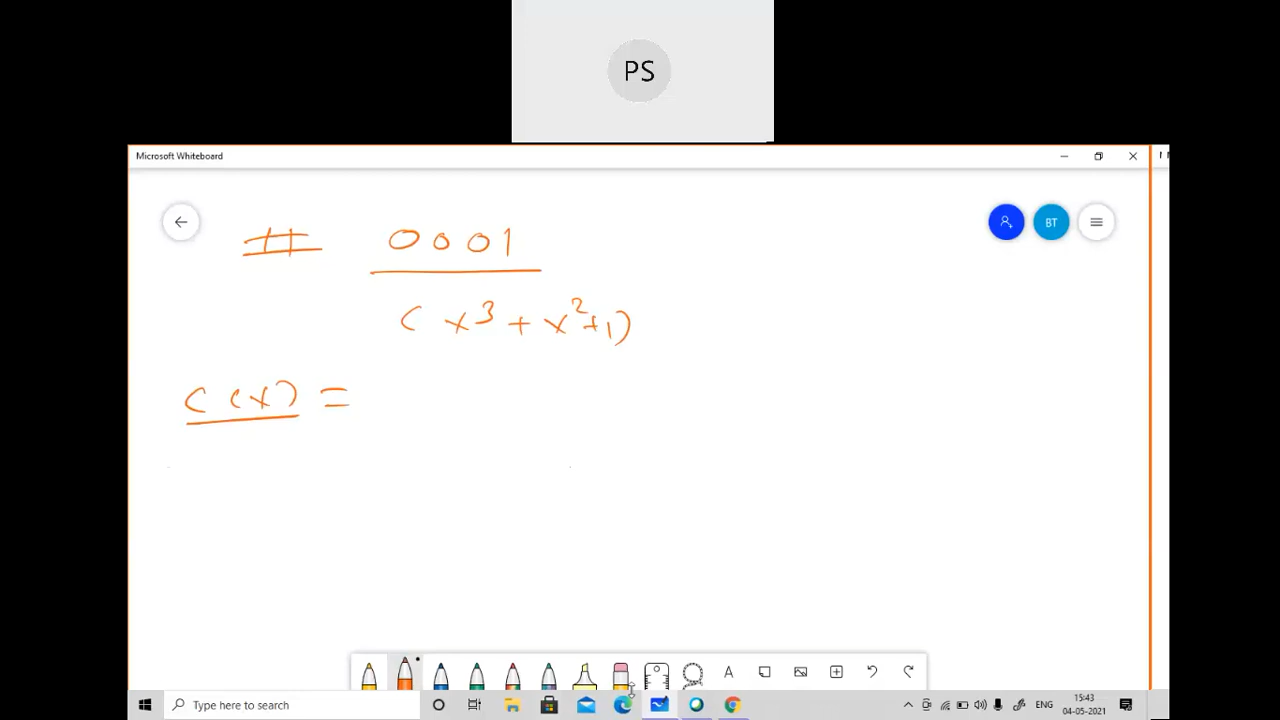 PS
Microsoft Whiteboard
BT
# 0001
(x³ + x² + 1)
C(x) =
A
Type here to search
ENG
15:43
04-05-2021